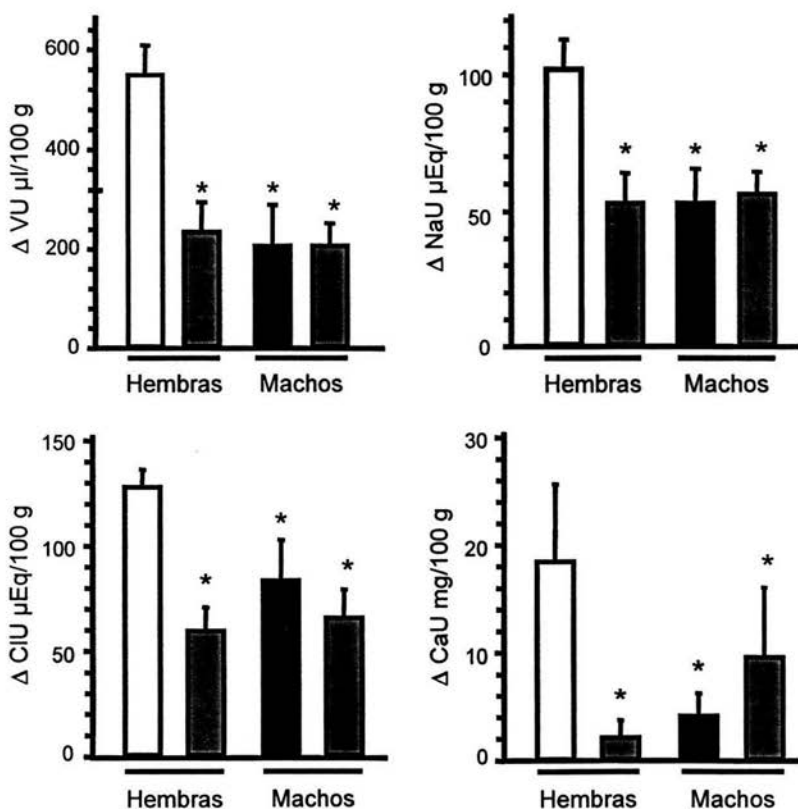 Δ VU µl/100 g
600
400
200
0
*
*
*
Hembras
Machos
Δ NaU µEq/100 g
100
50
0
*
*
*
Hembras
Machos
Δ ClU µEq/100 g
150
100
50
0
*
*
*
Hembras
Machos
Δ CaU mg/100 g
30
20
10
0
*
*
*
Hembras
Machos